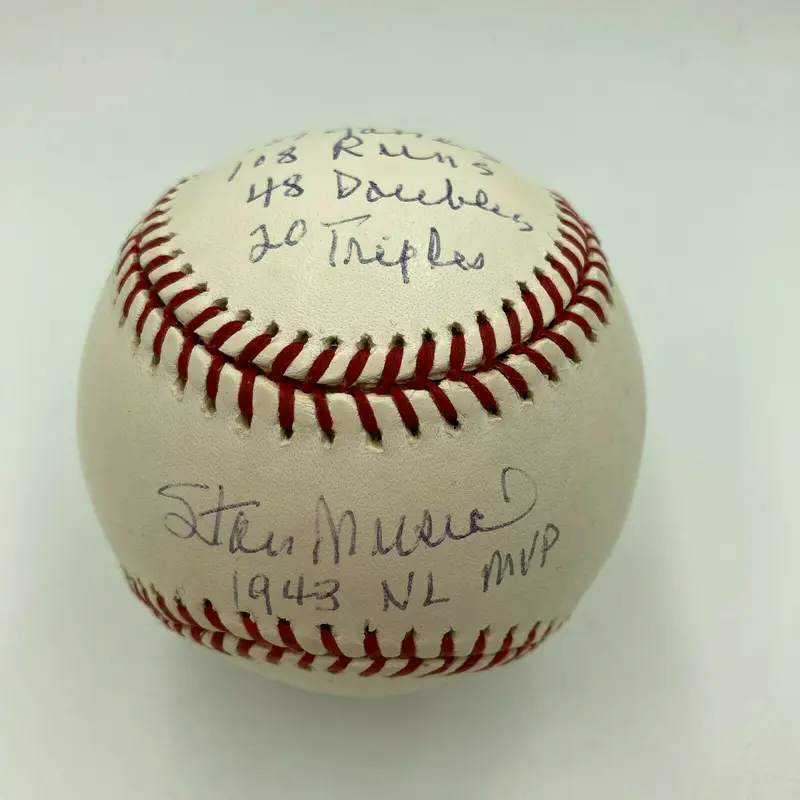 108 Runs
48 Doubles
20 Triples
Stan Musial
1943 NL MVP